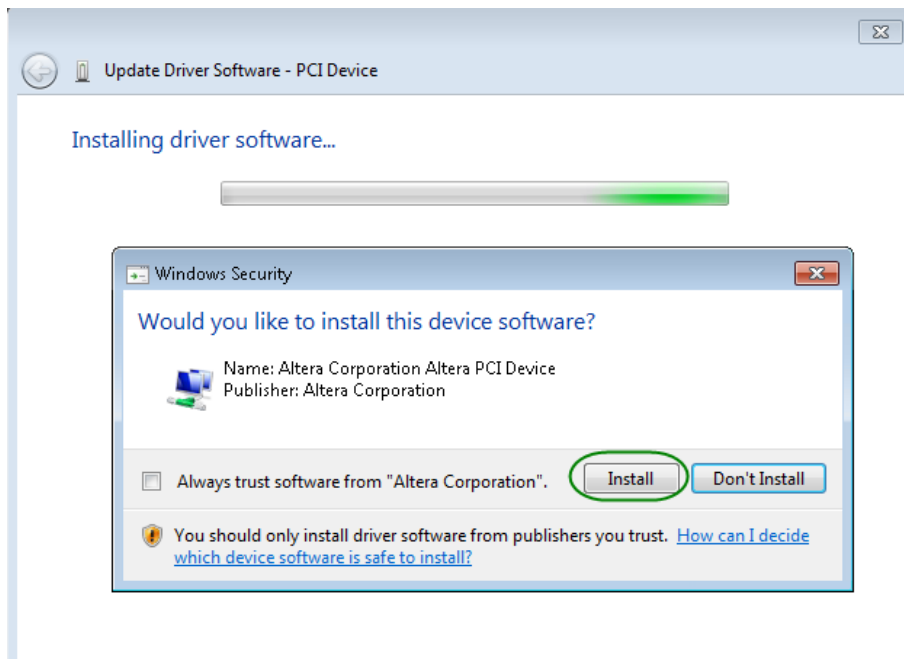 Update Driver Software - PCI Device
Installing driver software...
Windows Security
Would you like to install this device software?
Name: Altera Corporation Altera PCI Device
Publisher: Altera Corporation
Always trust software from "Altera Corporation".
Install
Don't Install
You should only install driver software from publishers you trust. How can I decide
which device software is safe to install?